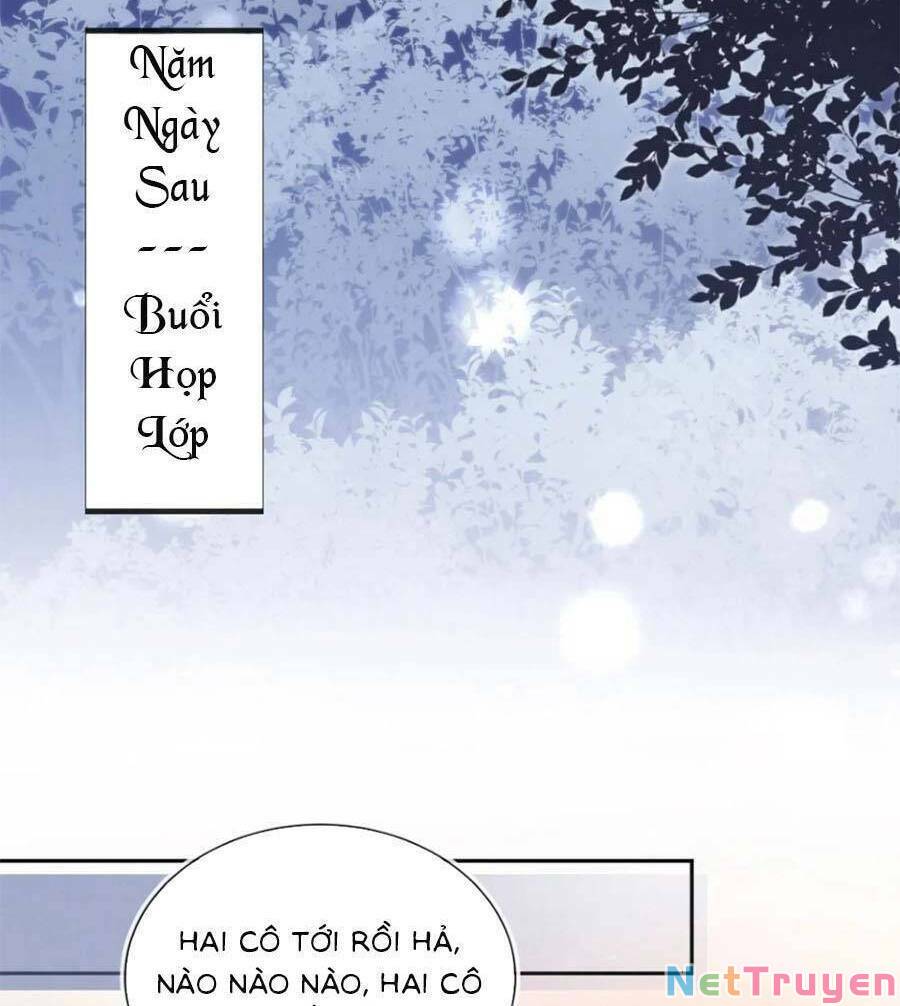 Năm
Ngày
Sau
---
Buổi
Họp
Lớp
HAI CÔ TỚI RỒI HẢ,
NÀO NÀO NÀO, HAI CÔ
NetTruyen